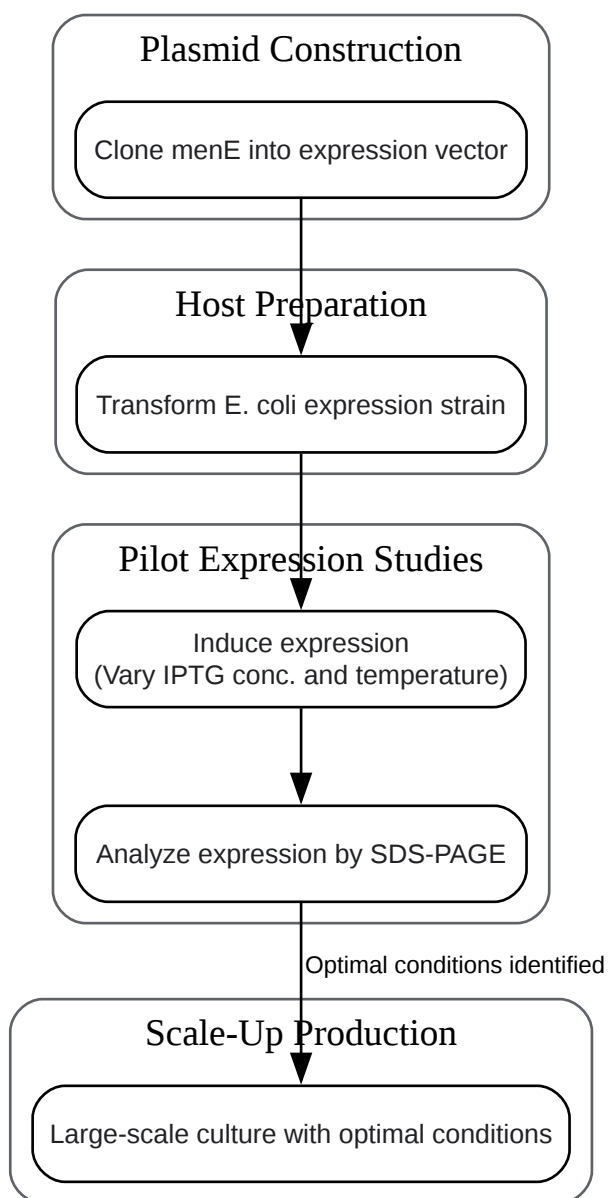 Plasmid Construction
Clone menE into expression vector
Host Preparation
Transform E. coli expression strain
Pilot Expression Studies
Induce expression
(Vary IPTG conc. and temperature)
Analyze expression by SDS-PAGE
Optimal conditions identified
Scale-Up Production
Large-scale culture with optimal conditions